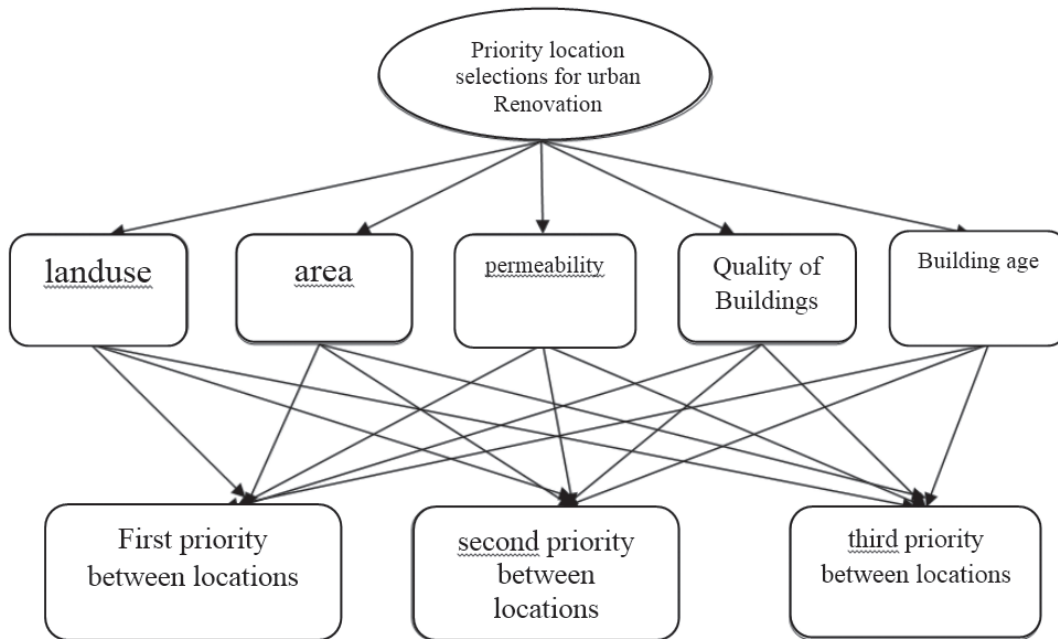 Priority location
selections for urban
Renovation
landuse
area
permeability
Quality of
Buildings
Building age
First priority
between locations
second priority
between
locations
third priority
between locations